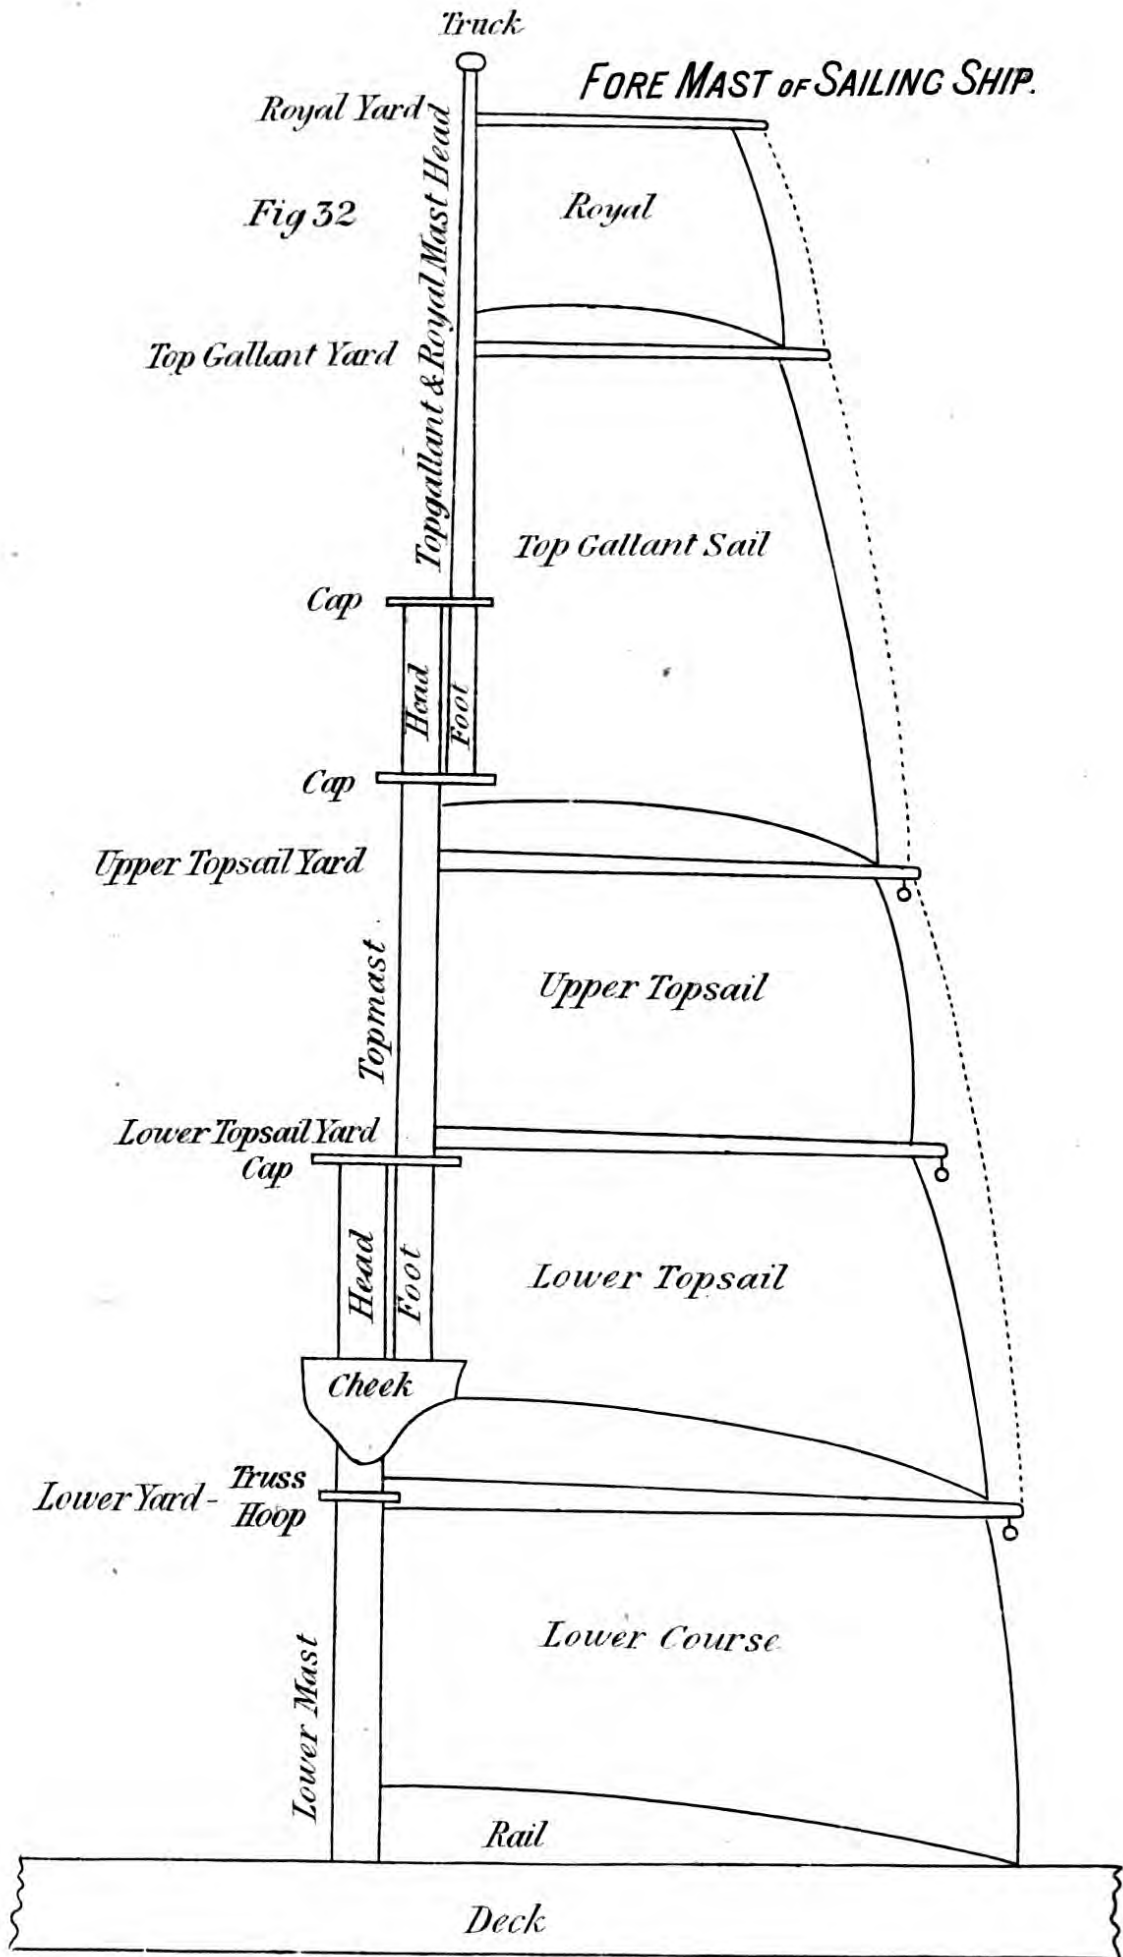 Truck
FORE MAST OF SAILING SHIP.
Royal Yard
Topgallant & Royal Mast Head
Fig 32
Royal
Top Gallant Yard
Top Gallant Sail
Cap
Head
Foot
Cap
Upper Topsail Yard
Topmast
Upper Topsail
Lower Topsail Yard
Cap
Head
Foot
Lower Topsail
Cheek
Lower Yard - Truss
Hoop
Lower Mast
Lower Course
Rail
Deck